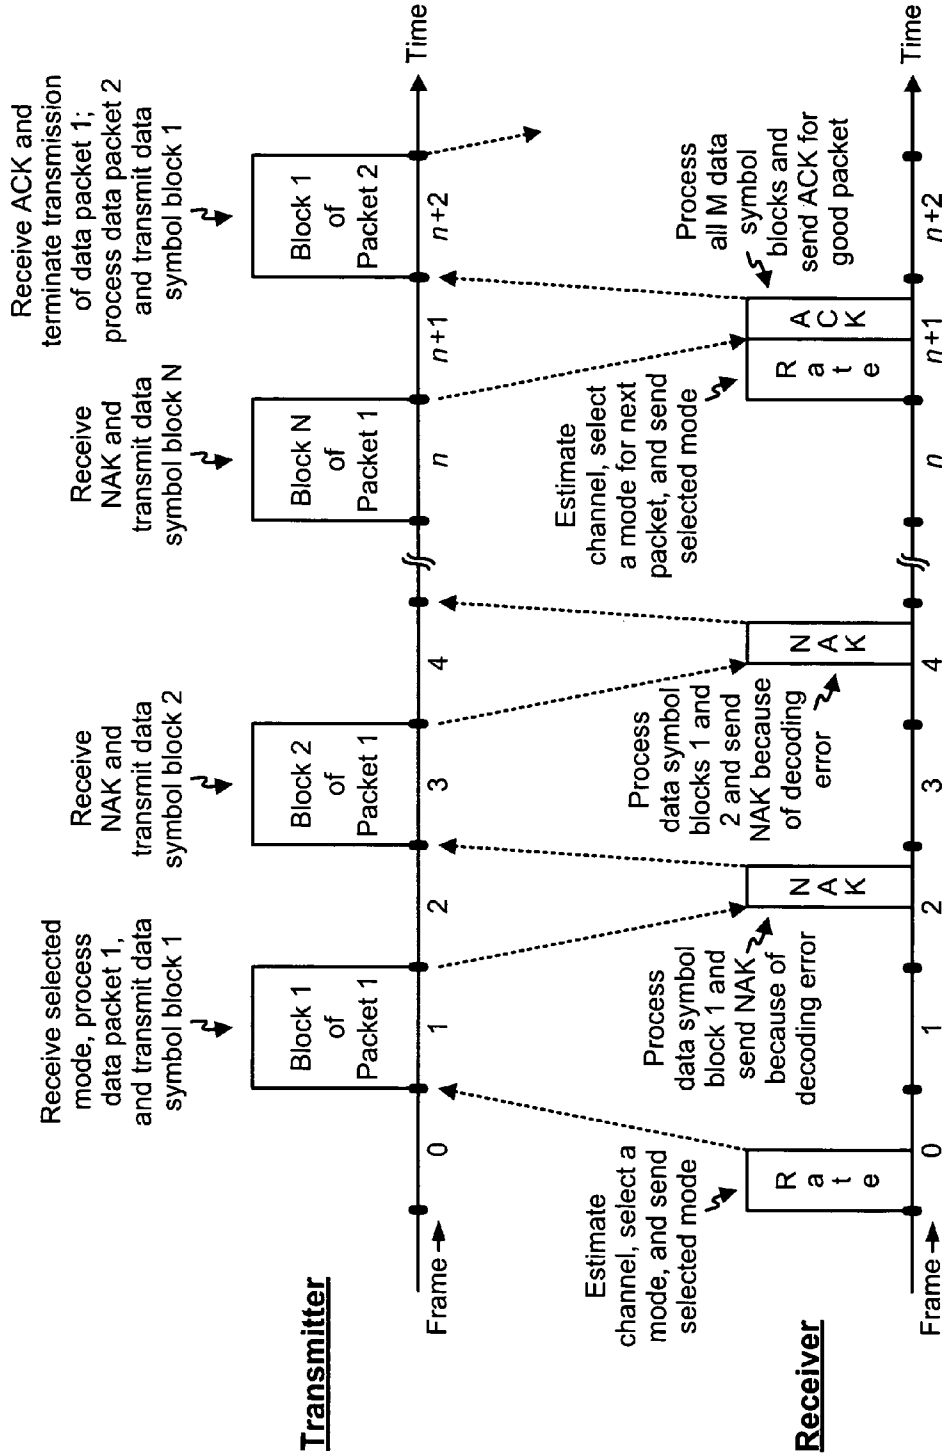 Transmitter
Receive selected
mode, process
data packet 1,
and transmit data
symbol block 1
Receive
NAK and
transmit data
symbol block 2
Receive
NAK and
transmit data
symbol block N
Receive ACK and
terminate transmission
of data packet 1;
process data packet 2
and transmit data
symbol block 1
Block 1
of
Packet 1
Block 2
of
Packet 1
Block N
of
Packet 1
Block 1
of
Packet 2
Frame
0
1
2
3
4
n
n+1
n+2
Time
Receiver
Estimate
channel, select a
mode, and send
selected mode
Process
data symbol
block 1 and
send NAK
because of
decoding error
Process
data symbol
blocks 1 and
2 and send
NAK because
of decoding
error
Estimate
channel, select
a mode for next
packet, and send
selected mode
Process
all M data
symbol
blocks and
send ACK for
good packet
Rate
NAK
NAK
Rate
ACK
Frame
0
1
2
3
4
n
n+1
n+2
Time